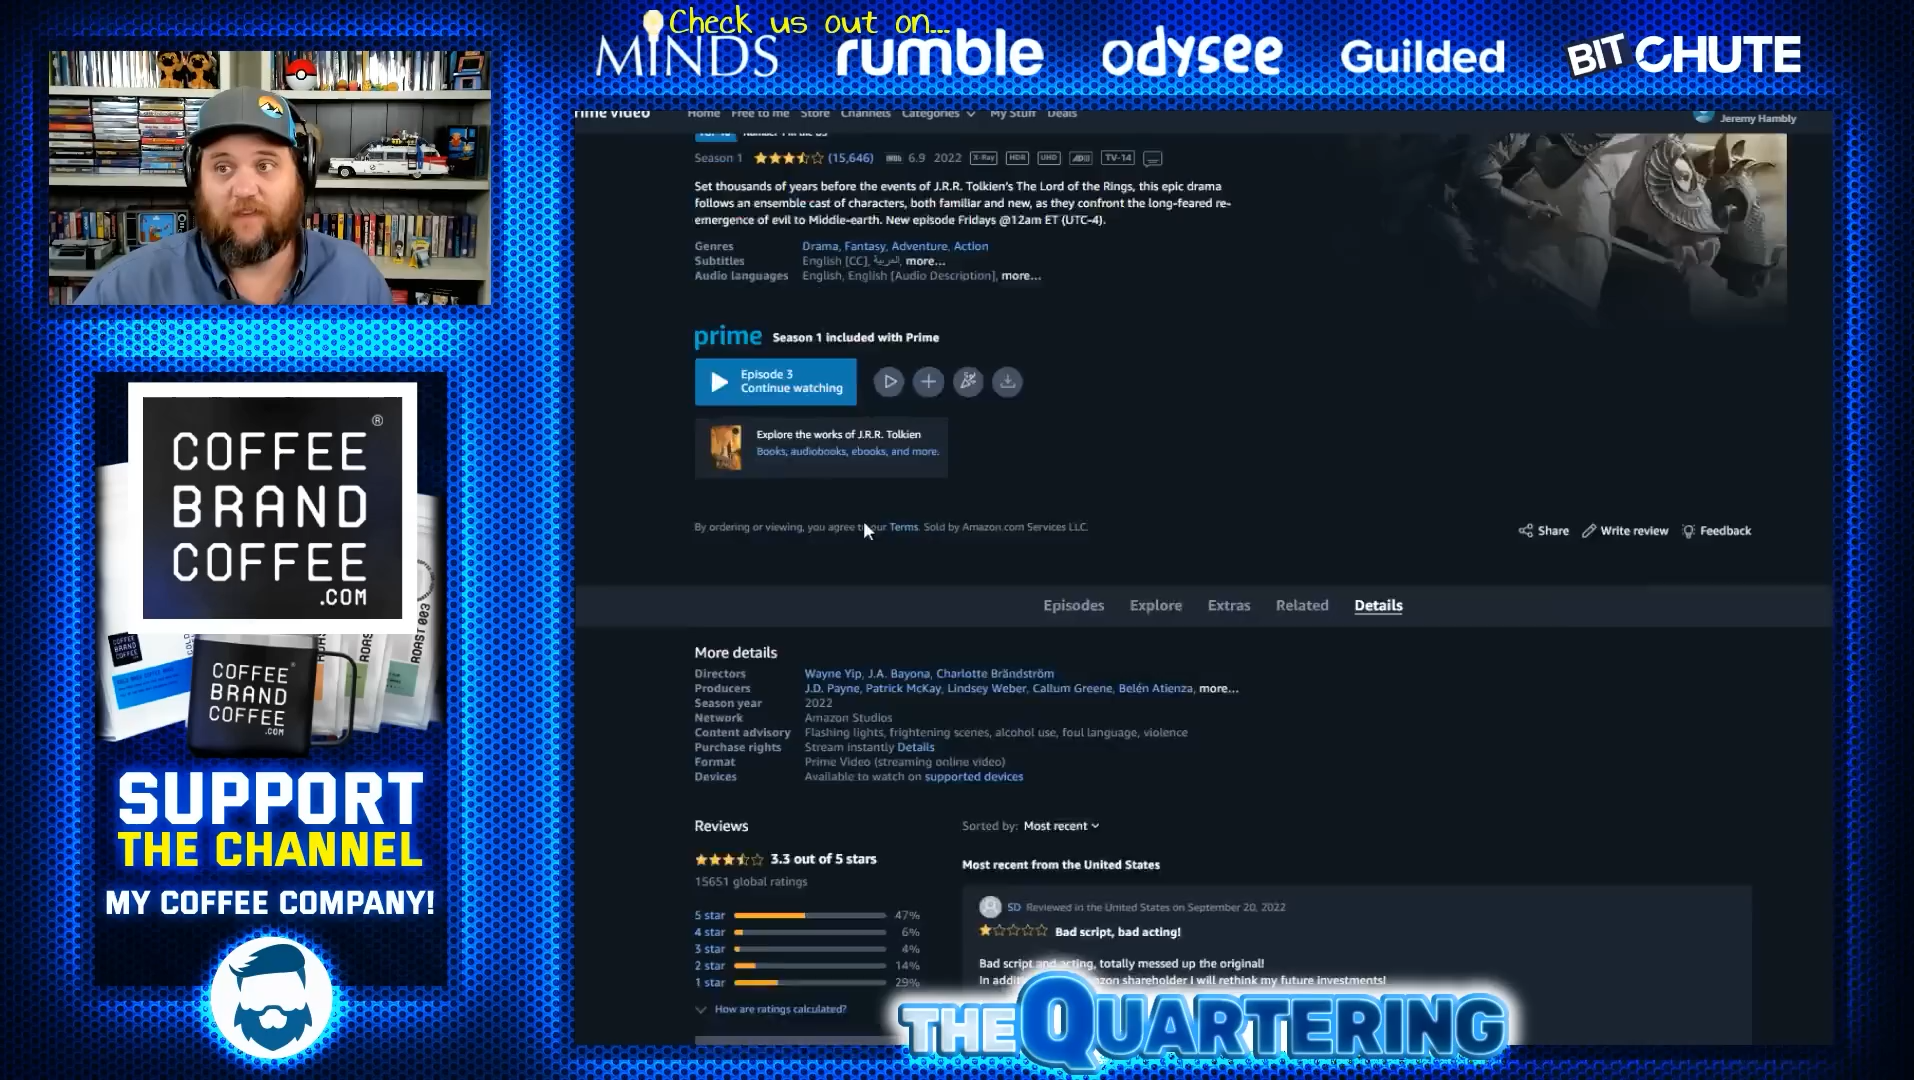 Check us out on...
MINDS
rumble
odysee
Guilded
BITCHUTE
Home Free to me Store Channels Categories My Stuff Deals
Jeremy Hambly
Season 1 (15,646) IMDb 6.9 2022 X-Ray HDR UHD AD)) TV-14
Set thousands of years before the events of J.R.R. Tolkien's The Lord of the Rings, this epic drama
follows an ensemble cast of characters, both familiar and new, as they confront the long-feared re-
emergence of evil to Middle-earth. New episode Fridays @12am ET (UTC-4).
Genres Drama, Fantasy, Adventure, Action
Subtitles English [CC], العربية, more...
Audio languages English, English [Audio Description], more...
prime Season 1 included with Prime
Episode 3
Continue watching
Explore the works of J.R.R. Tolkien
Books, audiobooks, ebooks, and more.
By ordering or viewing, you agree to our Terms. Sold by Amazon.com Services LLC.
Share Write review Feedback
Episodes Explore Extras Related Details
More details
Directors Wayne Yip, J.A. Bayona, Charlotte Brändström
Producers J.D. Payne, Patrick McKay, Lindsey Weber, Callum Greene, Belén Atienza, more...
Season year 2022
Network Amazon Studios
Content advisory Flashing lights, frightening scenes, alcohol use, foul language, violence
Purchase rights Stream instantly Details
Format Prime Video (streaming online video)
Devices Available to watch on supported devices
Reviews
3.3 out of 5 stars
15651 global ratings
5 star 47%
4 star 6%
3 star 4%
2 star 14%
1 star 29%
How are ratings calculated?
Sorted by: Most recent
Most recent from the United States
SD Reviewed in the United States on September 20, 2022
Bad script, bad acting!
Bad script and acting, totally messed up the original!
shareholder I will rethink my future investments!
THE QUARTERING
COFFEE
BRAND
COFFEE
.COM
®
ROAST 003
COFFEE
BRAND
COFFEE
.COM
SUPPORT
THE CHANNEL
MY COFFEE COMPANY!